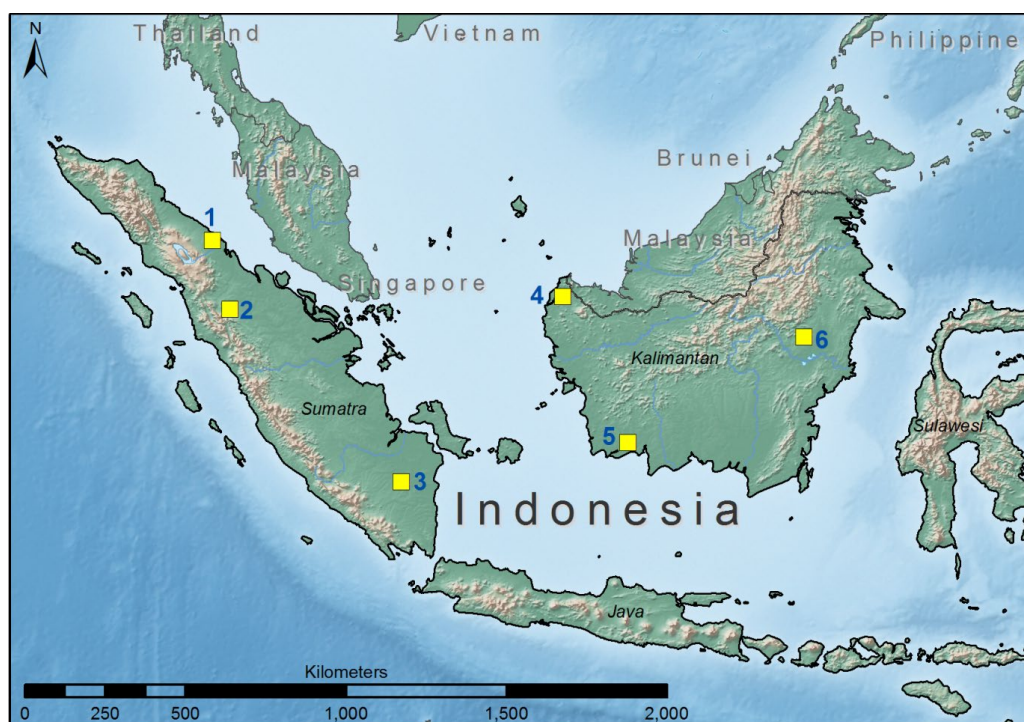 N
Thailand
Vietnam
Philippine
Brunei
Malaysia
1
Malaysia
Singapore
4
2
6
Kalimantan
Sumatra
Sulawesi
5
3
Indonesia
Java
Kilometers
0 250 500 1,000 1,500 2,000